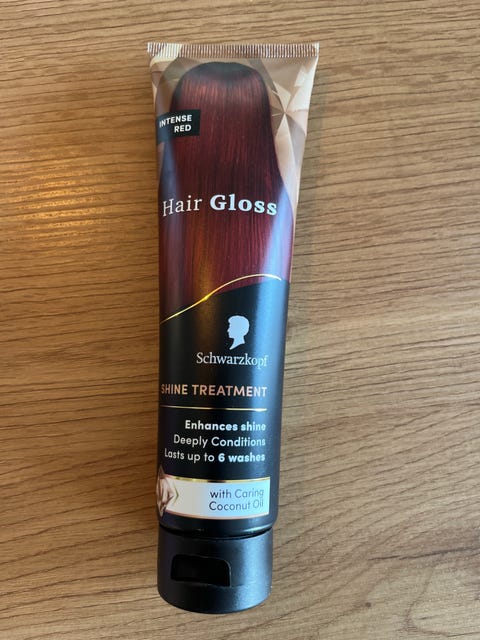 INTENSE
RED
Hair Gloss
Schwarzkopf
SHINE TREATMENT
Enhances shine
Deeply Conditions
Lasts up to 6 washes
with Caring
Coconut Oil